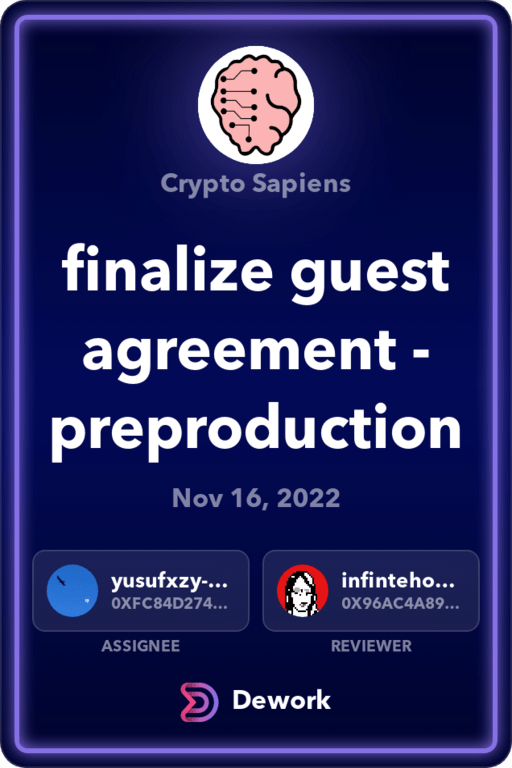 Crypto Sapiens
finalize guest
agreement -
preproduction
Nov 16, 2022
yusufxzy-...
0XFC84D274...
ASSIGNEE
infinteho...
0X96AC4A89...
REVIEWER
Dework